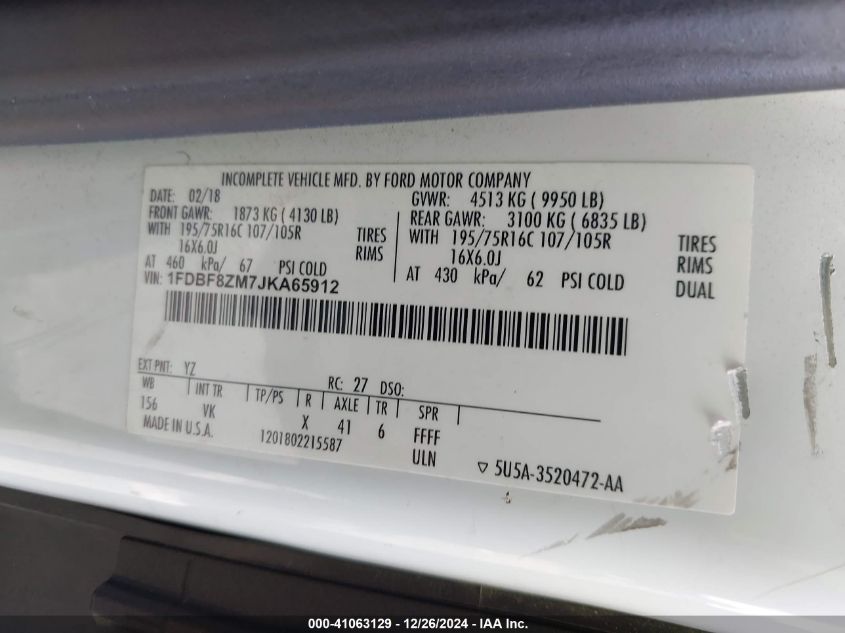 INCOMPLETE VEHICLE MFD. BY FORD MOTOR COMPANY
DATE: 02/18
GVWR: 4513 KG ( 9950 LB)
FRONT GAWR: 1873 KG ( 4130 LB)
REAR GAWR: 3100 KG ( 6835 LB)
WITH 195/75R16C 107/105R TIRES
WITH 195/75R16C 107/105R TIRES
16X6.0J RIMS
16X6.0J RIMS
AT 460 kPa/ 67 PSI COLD
AT 430 kPa/ 62 PSI COLD DUAL
VIN: 1FDBF8ZM7JKA65912
EXT PNT: YZ RC: 27 DSO:
WB INT TR TP/PS R AXLE TR SPR
156 VK X 41 6 FFFF
MADE IN U.S.A. 1201802215587 ULN
5U5A-3520472-AA
000-41063129 - 12/26/2024 - IAA Inc.